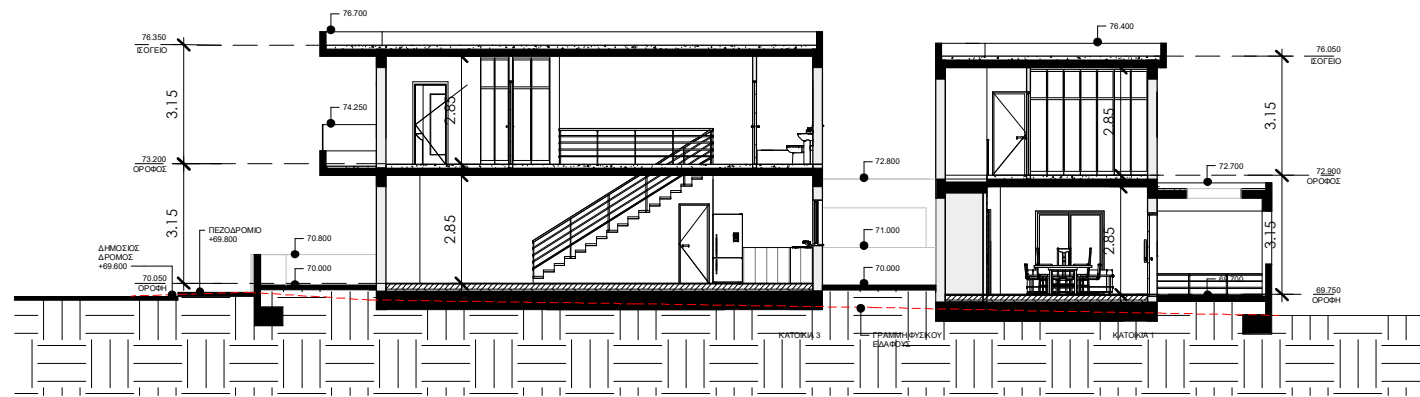 76.700
76.400
76.350
ΙΣΟΓΕΙΟ
76.050
ΙΣΟΓΕΙΟ
3.15
2.85
74.250
2.85
3.15
73.200
ΟΡΟΦΟΣ
72.800
72.700
72.900
ΟΡΟΦΟΣ
3.15
2.85
ΠΕΖΟΔΡΟΜΙΟ
+69.800
ΔΗΜΟΣΙΟΣ
ΔΡΟΜΟΣ
+69.600
70.800
71.000
2.85
3.15
70.050
ΟΡΟΦΗ
70.000
70.000
69.750
ΟΡΟΦΗ
ΚΑΤΟΙΚΙΑ 3
ΓΡΑΜΜΗ ΦΥΣΙΚΟΥ
ΕΔΑΦΟΥΣ
ΚΑΤΟΙΚΙΑ 1